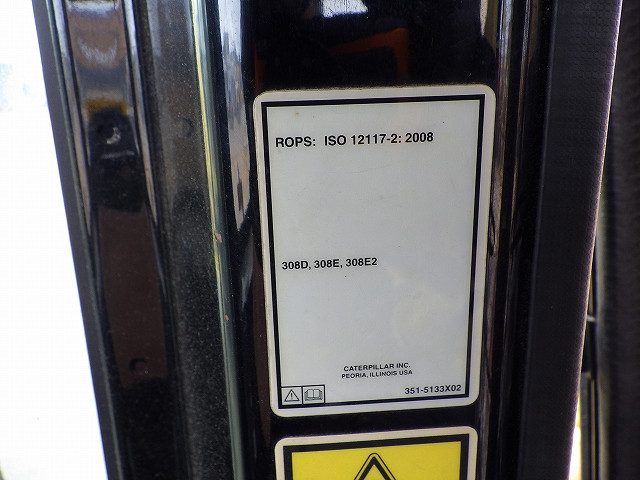 ROPS: ISO 12117-2: 2008
308D, 308E, 308E2
CATERPILLAR INC.
PEORIA, ILLINOIS USA
351-5133X02